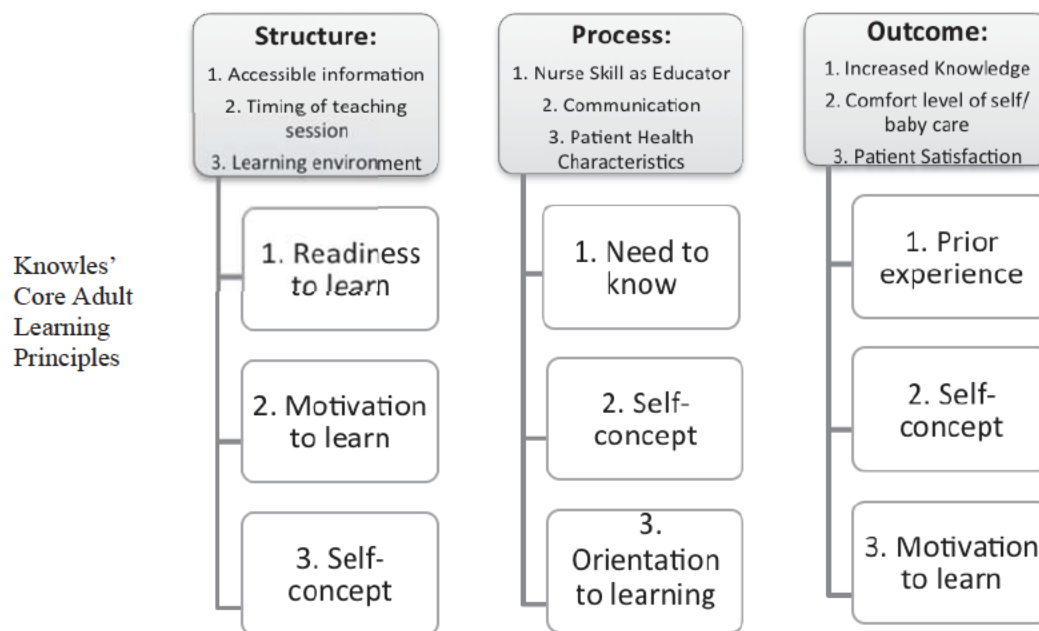 Structure:
1. Accessible information
2. Timing of teaching
session
3. Learning environment
Process:
1. Nurse Skill as Educator
2. Communication
3. Patient Health
Characteristics
Outcome:
1. Increased Knowledge
2. Comfort level of self/
baby care
3. Patient Satisfaction
Knowles’
Core Adult
Learning
Principles
1. Readiness
to learn
2. Motivation
to learn
3. Self-
concept
1. Need to
know
2. Self-
concept
3.
Orientation
to learning
1. Prior
experience
2. Self-
concept
3. Motivation
to learn